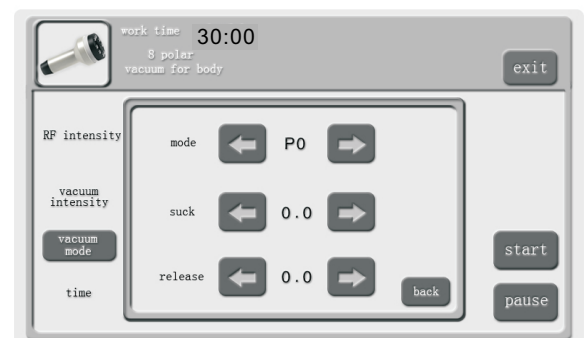 work time 30:00
8 polar
vacuum for body
exit
RF intensity
vacuum
intensity
vacuum
mode
time
mode P0
suck 0.0
release 0.0
back
start
pause